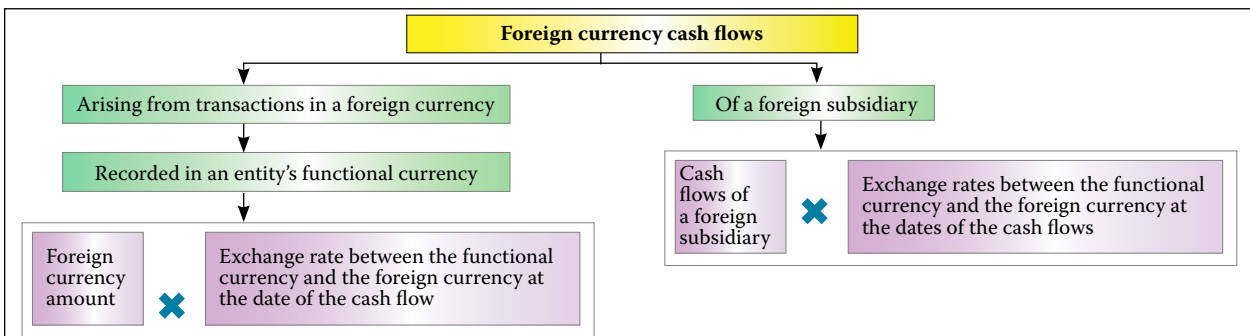 Foreign currency cash flows
Arising from transactions in a foreign currency
Recorded in an entity’s functional currency
Foreign
currency
amount
Exchange rate between the functional
currency and the foreign currency at
the date of the cash flow
Of a foreign subsidiary
Cash
flows of
a foreign
subsidiary
Exchange rates between the functional
currency and the foreign currency at
the dates of the cash flows